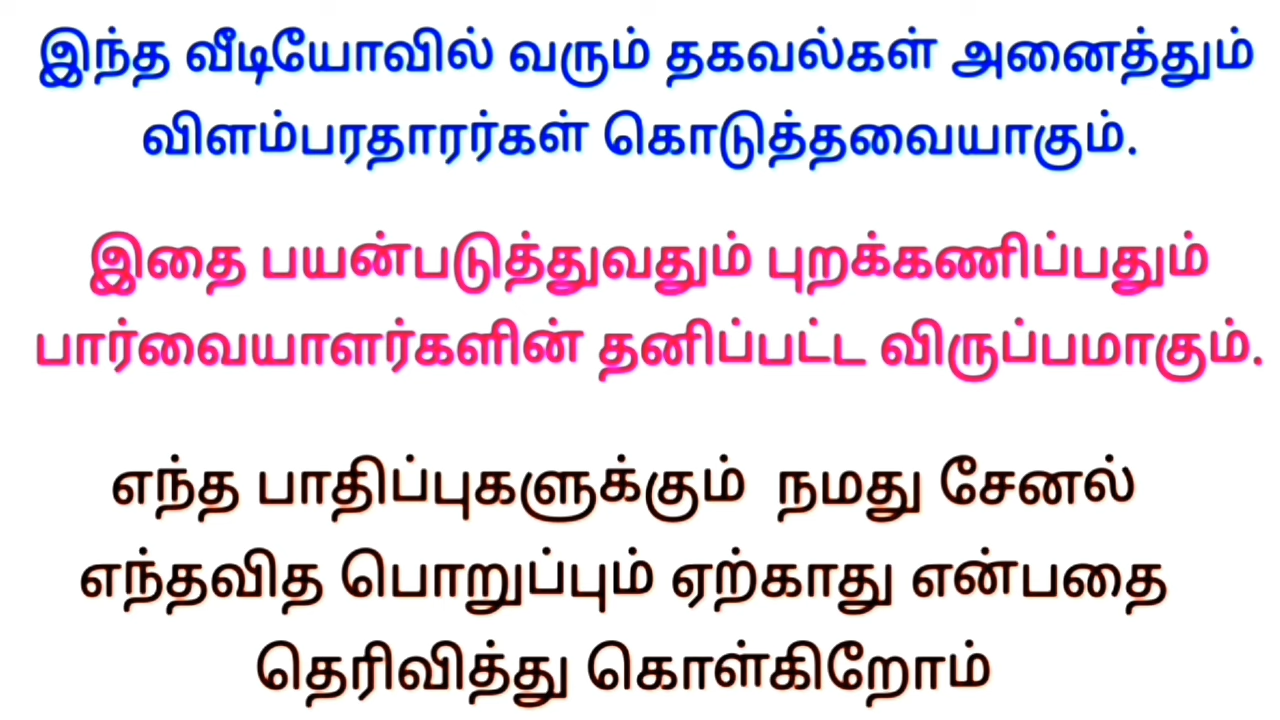 இந்த வீடியோவில் வரும் தகவல்கள் அனைத்தும்
விளம்பரதாரர்கள் கொடுத்தவையாகும்.
இதை பயன்படுத்துவதும் புறக்கணிப்பதும்
பார்வையாளர்களின் தனிப்பட்ட விருப்பமாகும்.
எந்த பாதிப்புகளுக்கும் நமது சேனல்
எந்தவித பொறுப்பும் ஏற்காது என்பதை
தெரிவித்து கொள்கிறோம்